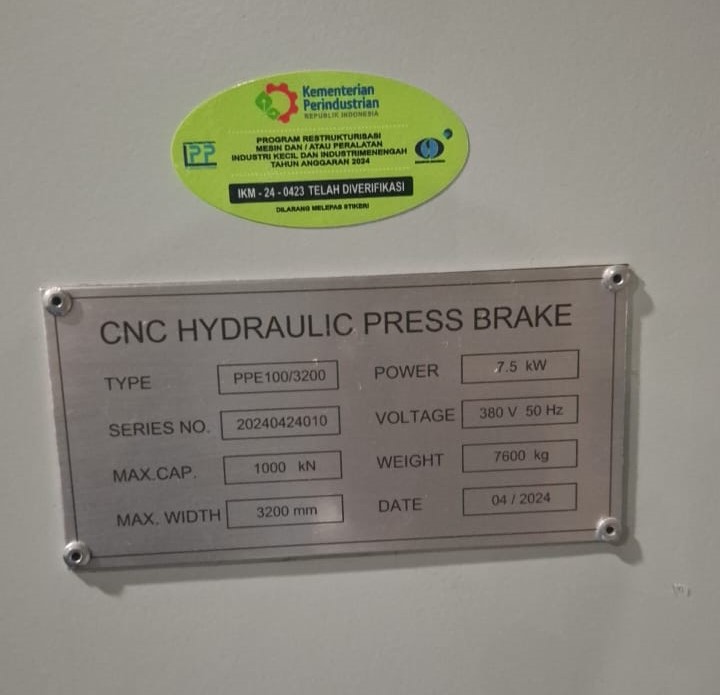 Kementerian
Perindustrian
REPUBLIK INDONESIA
PROGRAM RESTRUKTURISASI
MESIN DAN / ATAU PERALATAN
INDUSTRI KECIL DAN INDUSTRIMENENGAH
TAHUN ANGGARAN 2024
IKM - 24 - 0423 TELAH DIVERIFIKASI
DILARANG MELEPAS STIKER!
CNC HYDRAULIC PRESS BRAKE
TYPE PPE100/3200 POWER 7.5 kW
SERIES NO. 20240424010 VOLTAGE 380 V 50 Hz
MAX.CAP. 1000 kN WEIGHT 7600 kg
MAX. WIDTH 3200 mm DATE 04 / 2024